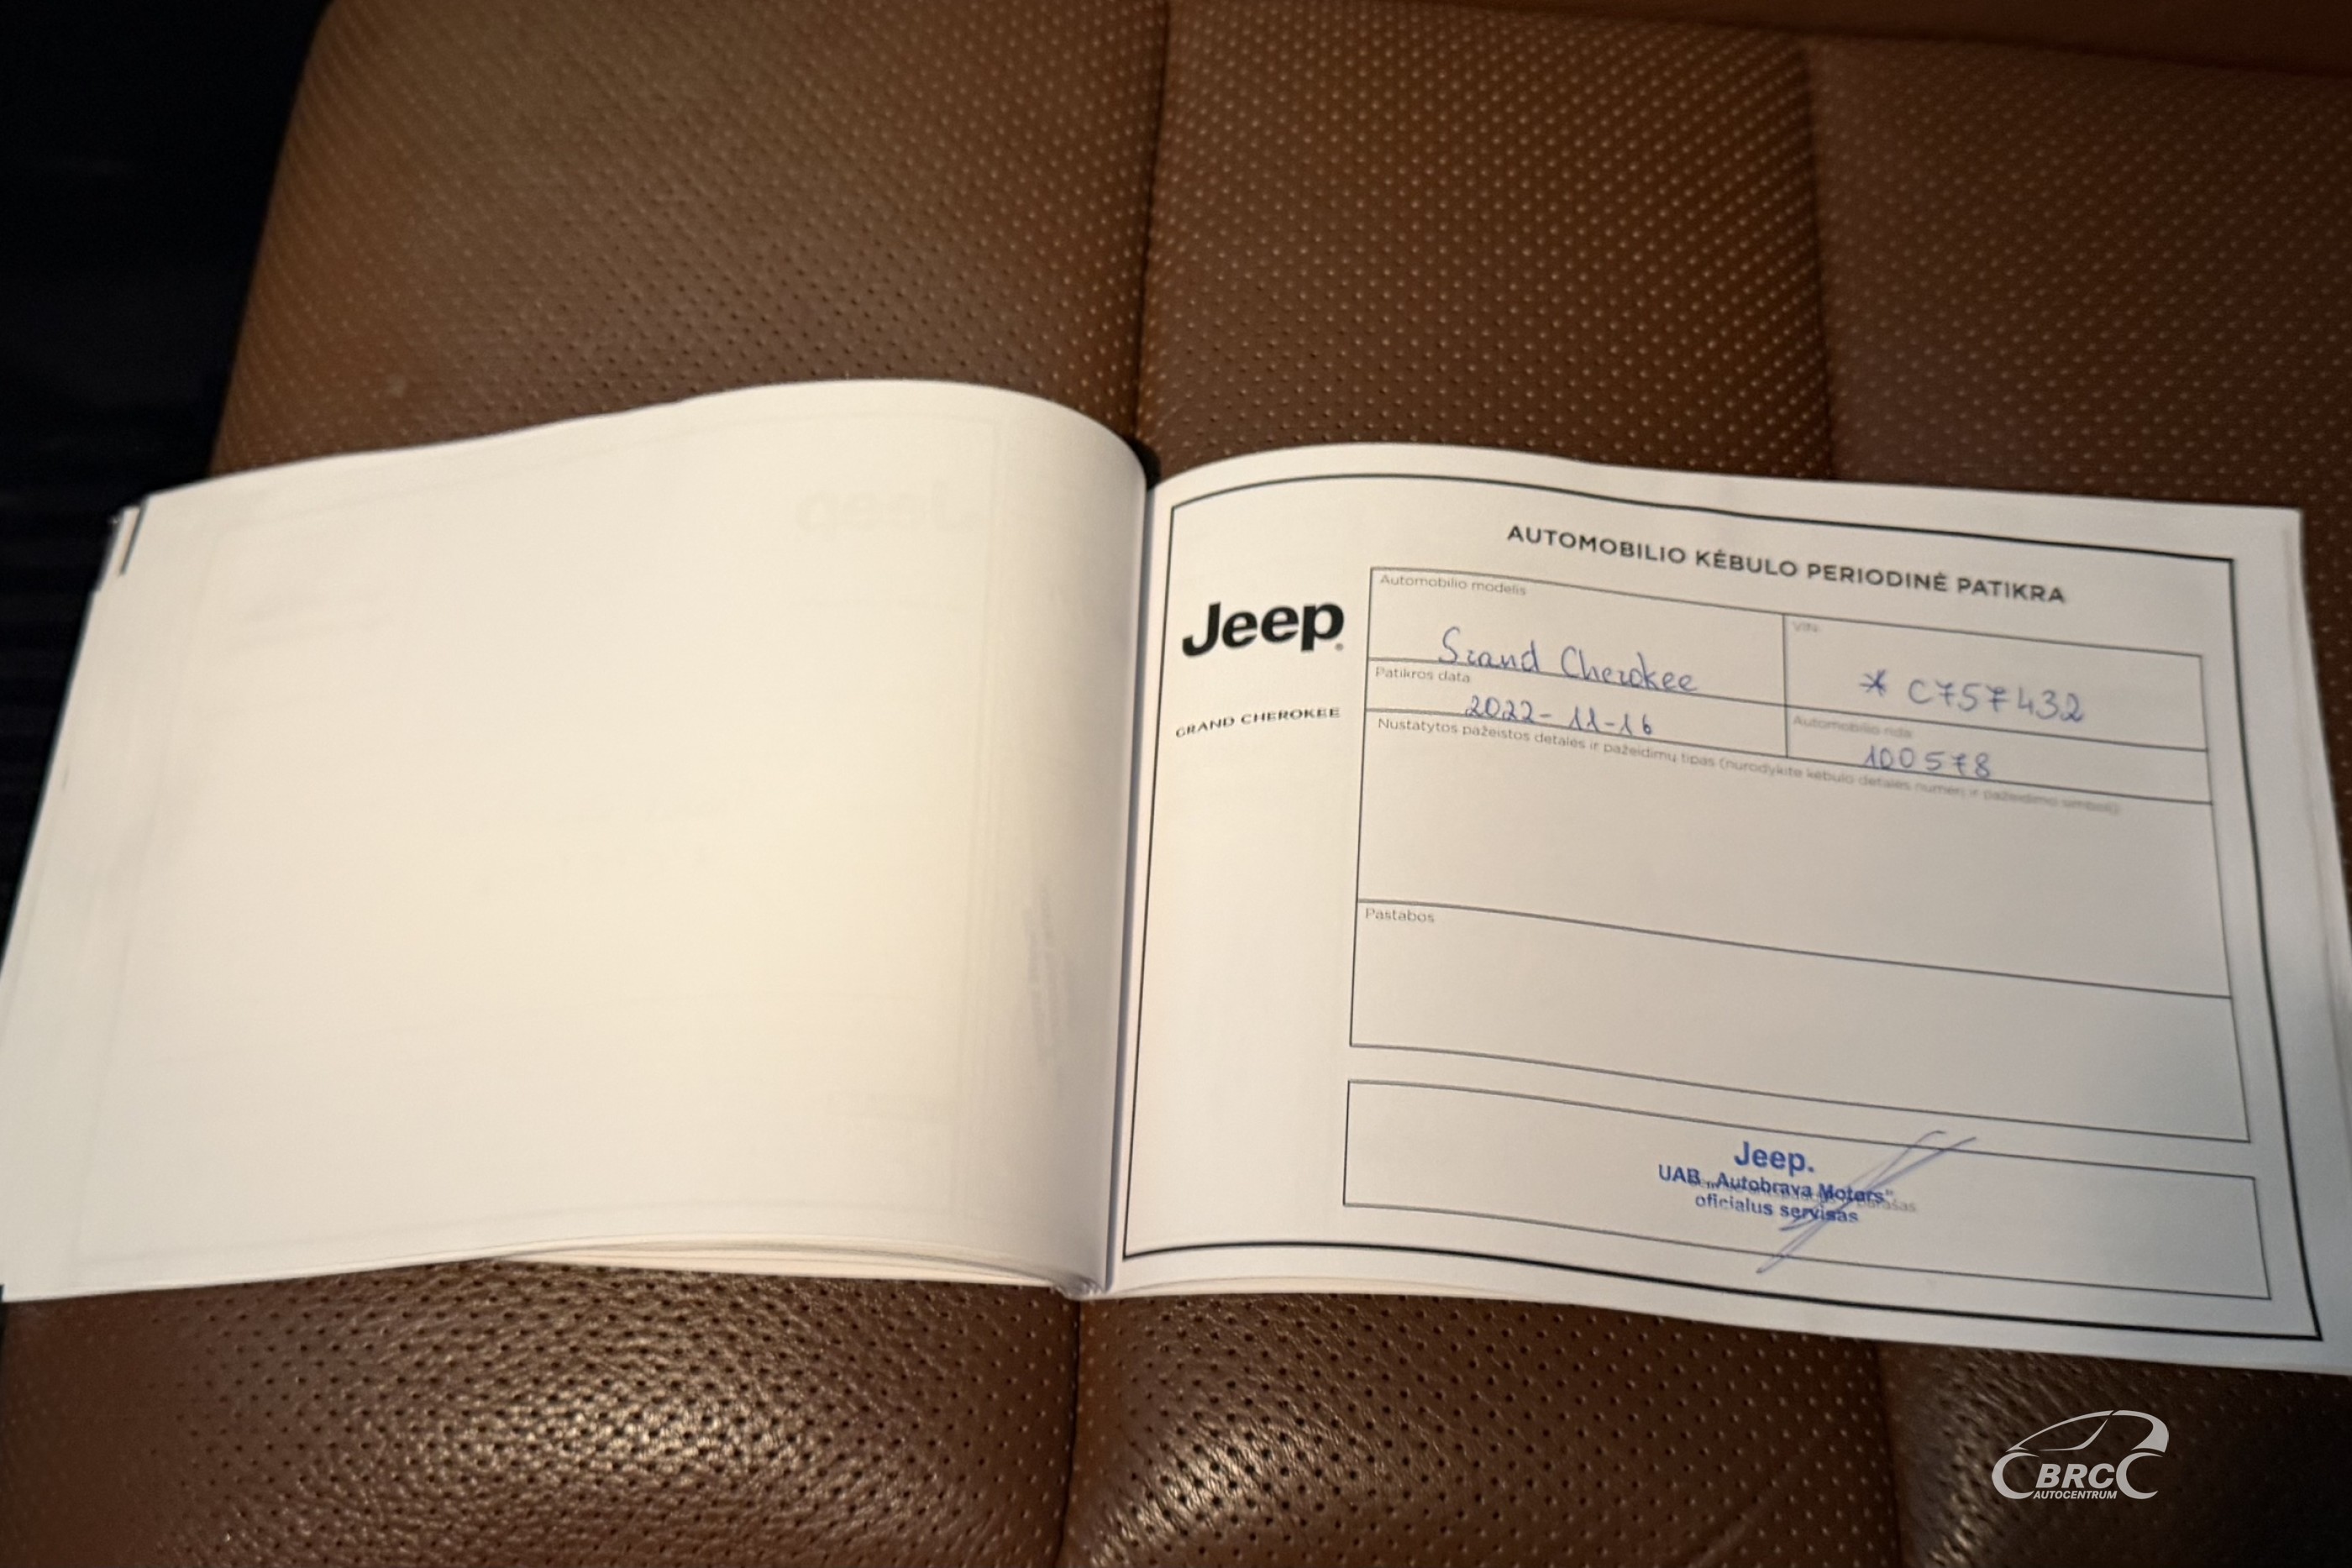 AUTOMOBILIO KĖBULO PERIODINĖ PATIKRA
Jeep®
GRAND CHEROKEE
Automobilio modelis
Grand Cherokee
VIN:
* C757432
Patikros data
2022-11-16
Automobilio rida:
100578
Nustatytos pažeistos detalės ir pažeidimų tipas (nurodykite kėbulo detalės numerį ir pažeidimo simbolį):
Pastabos
Jeep.
UAB „Autobrava Motors"
oficialus servisas
parašas
BRC
AUTOCENTRUM